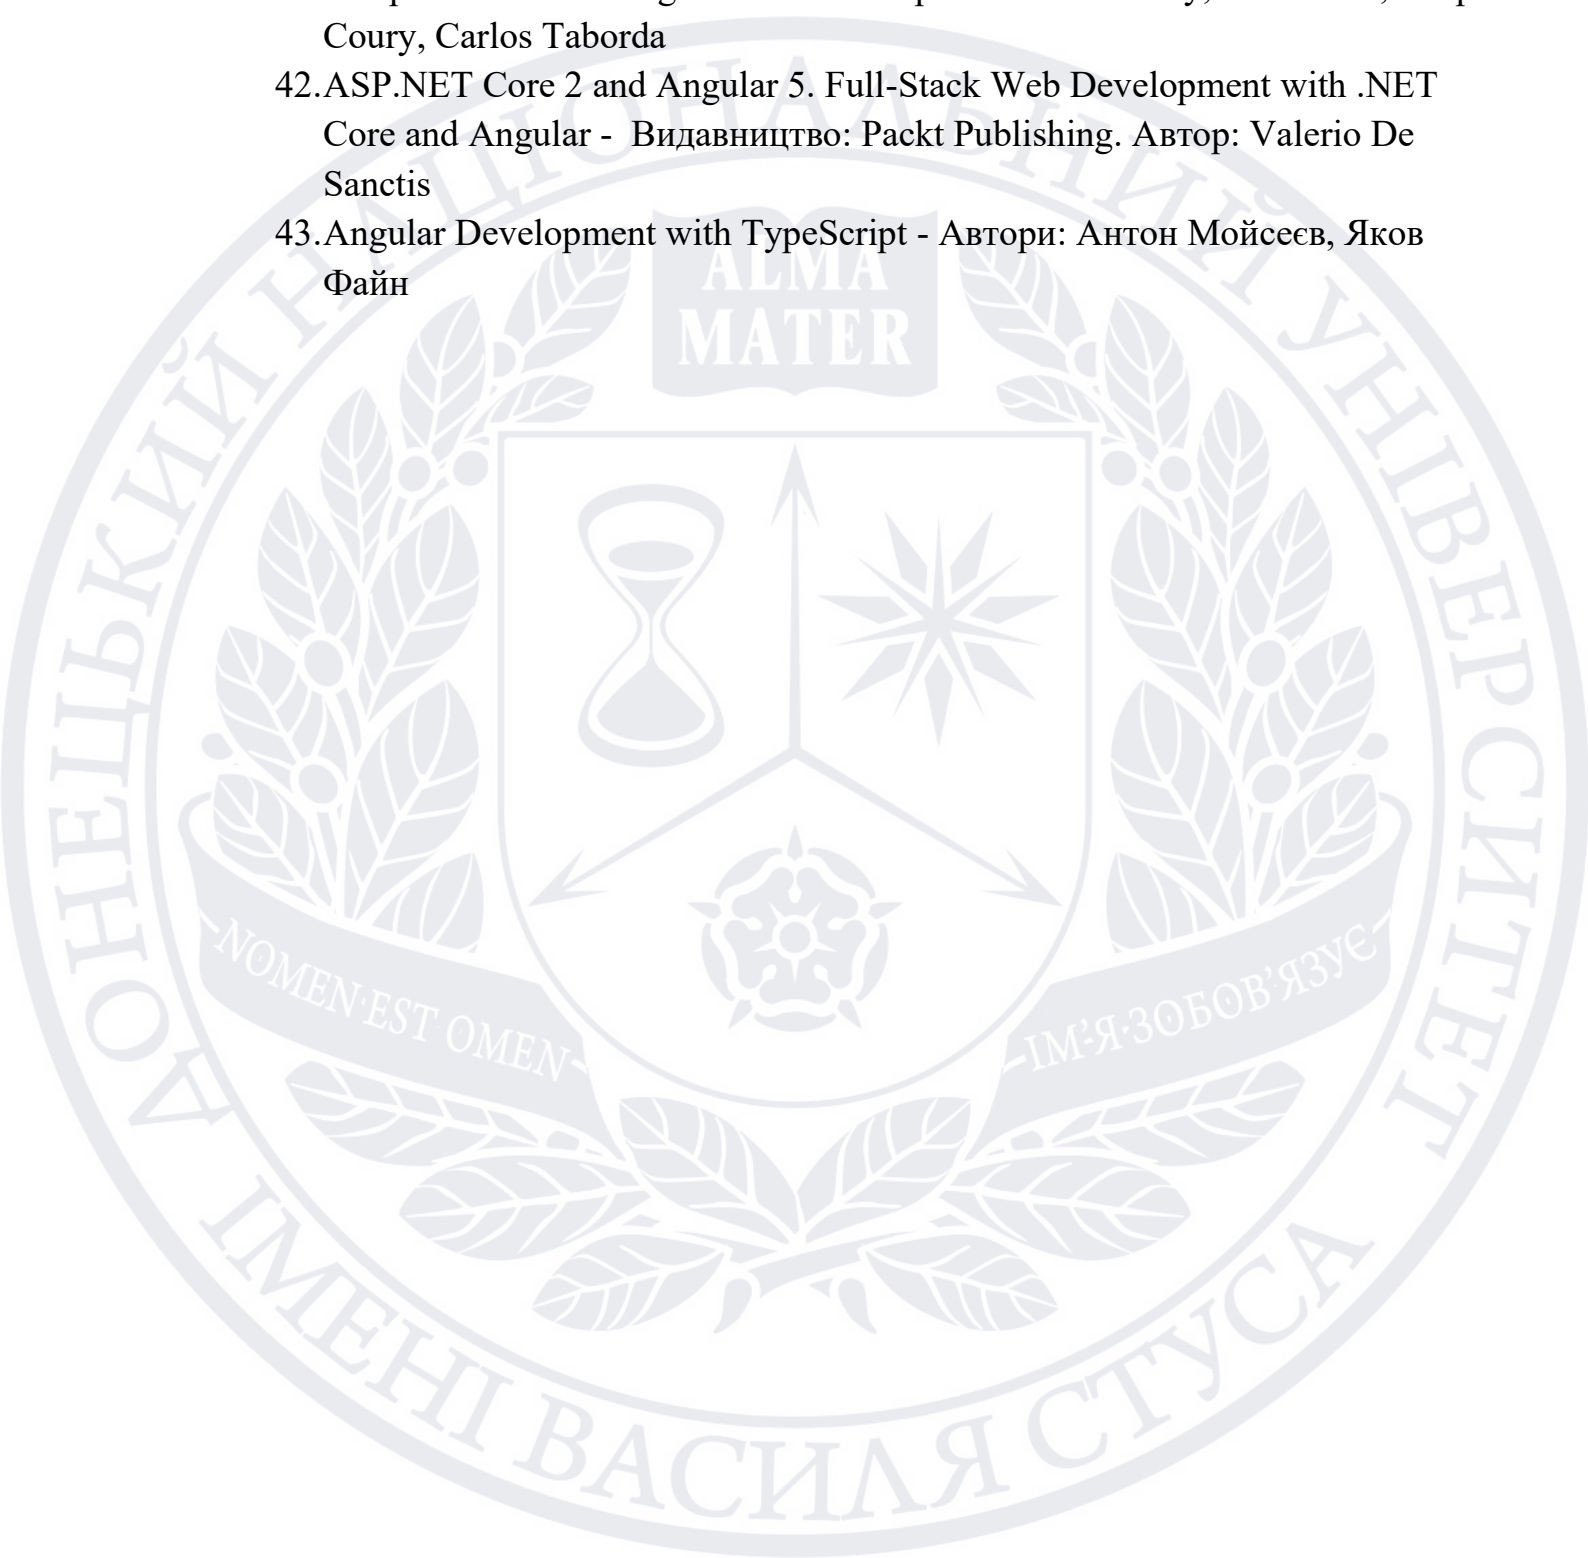 Coury, Carlos Taborda
42.ASP.NET Core 2 and Angular 5. Full-Stack Web Development with .NET
Core and Angular -  Видавництво: Packt Publishing. Автор: Valerio De
Sanctis
43.Angular Development with TypeScript - Автори: Антон Мойсеєв, Яков
Файн
ДОНЕЦЬКИЙ НАЦІОНАЛЬНИЙ УНІВЕРСИТЕТ
ALMA
MATER
NOMEN·EST·OMEN
ІМ'Я·ЗОБОВ'ЯЗУЄ
ІМЕНІ ВАСИЛЯ СТУСА